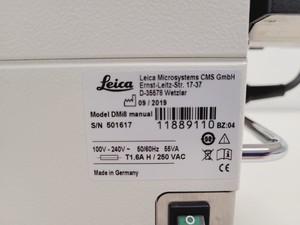 Leica
Leica Microsystems CMS GmbH
Ernst-Leitz-Str. 17-37
D-35578 Wetzlar
09 / 2019
Model DMi8 manual
S/N 501617
11889110 BZ:04
100V - 240V~ 50/60Hz 55VA
T1.6A H / 250 VAC
Made in Germany